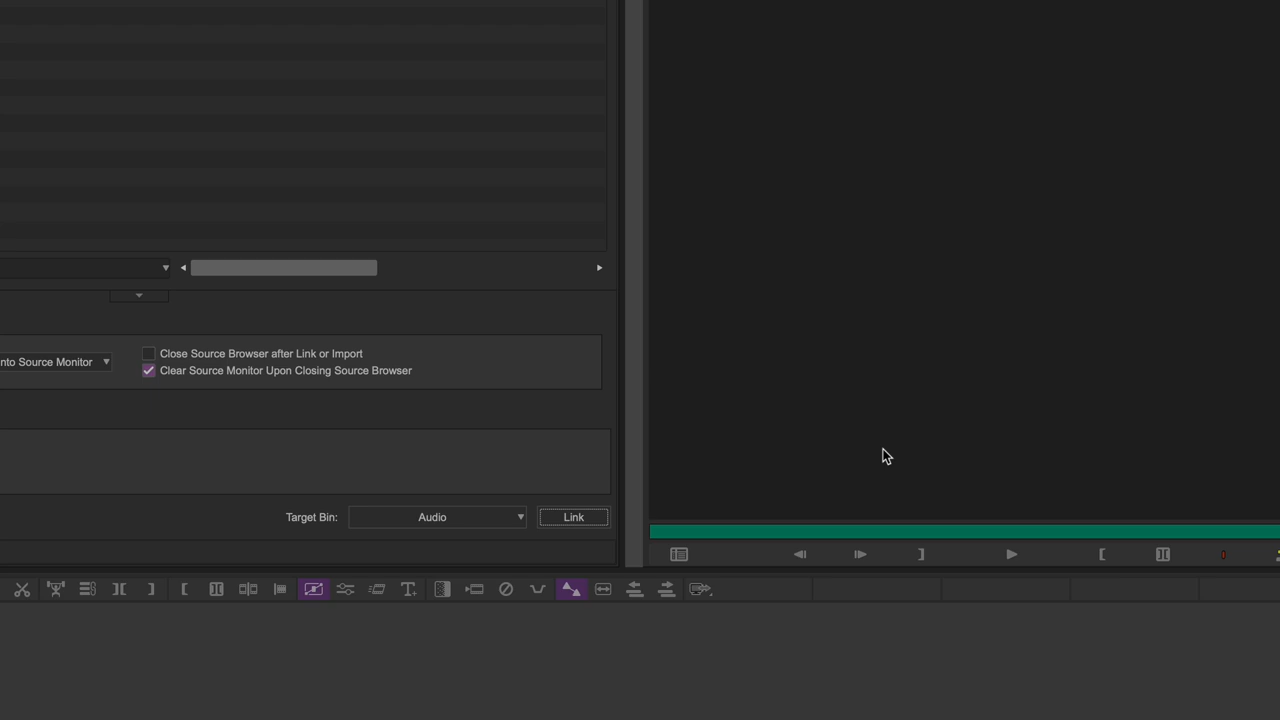 Close Source Browser after Link or Import
nto Source Monitor
Clear Source Monitor Upon Closing Source Browser
Target Bin:
Audio
Link